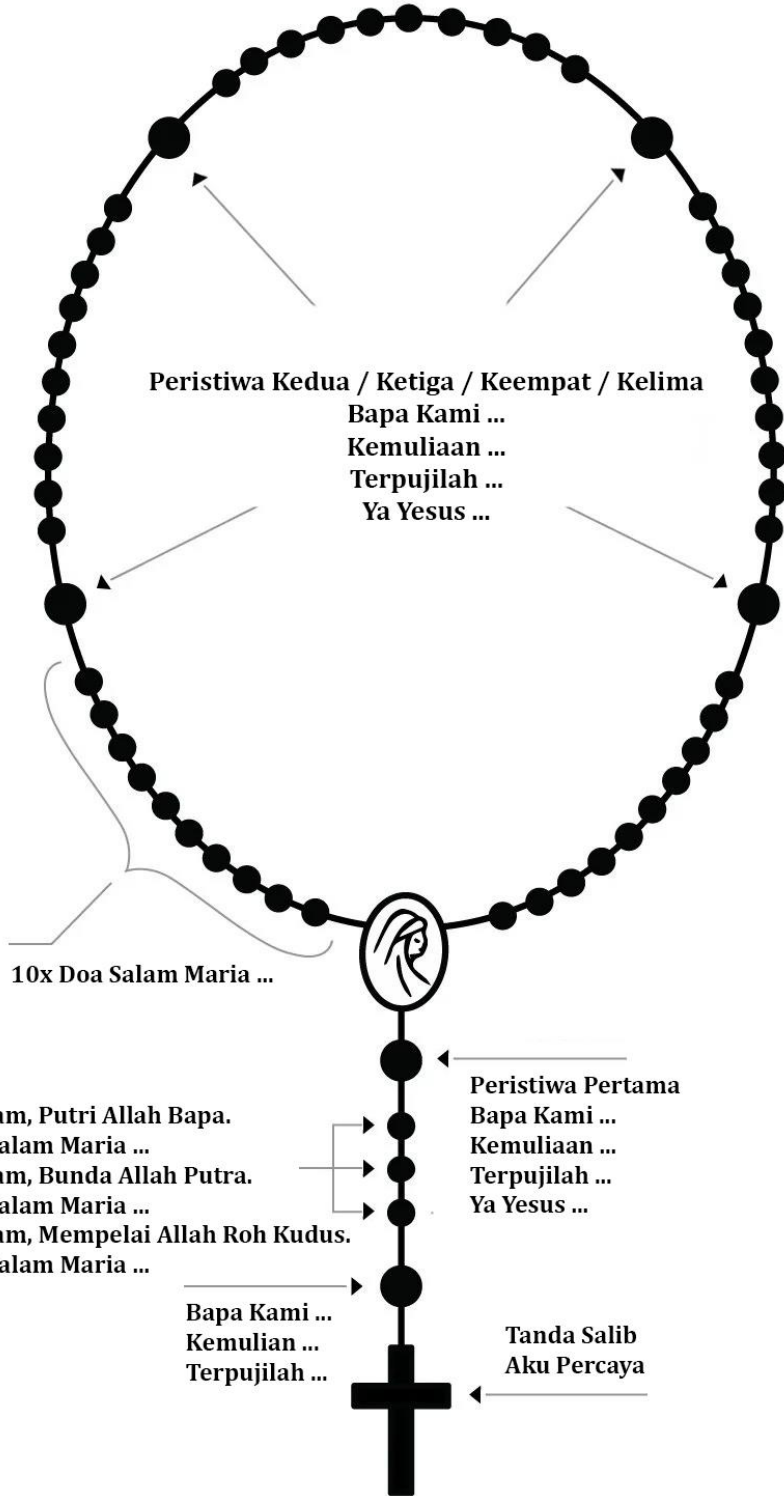 Peristiwa Kedua / Ketiga / Keempat / Kelima
Bapa Kami ...
Kemuliaan ...
Terpujilah ...
Ya Yesus ...
10x Doa Salam Maria ...
Peristiwa Pertama
Bapa Kami ...
Kemuliaan ...
Terpujilah ...
Ya Yesus ...
am, Putri Allah Bapa.
alam Maria ...
am, Bunda Allah Putra.
alam Maria ...
am, Mempelai Allah Roh Kudus.
alam Maria ...
Bapa Kami ...
Kemulian ...
Terpujilah ...
Tanda Salib
Aku Percaya